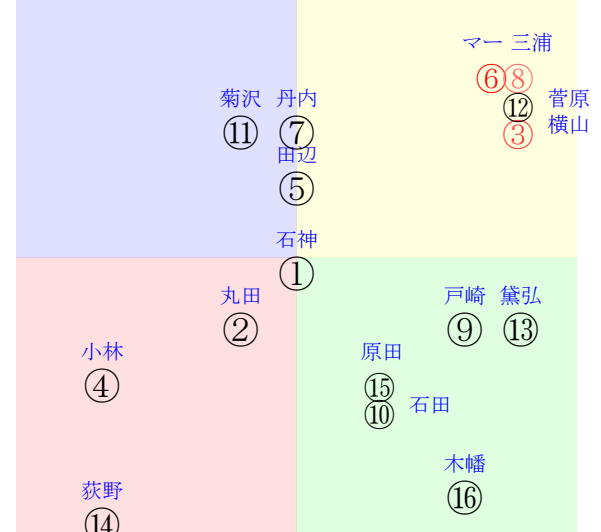 マー 三浦
⑥⑧
菊沢 丹内 ⑫ 菅原
⑪ ⑦ ③ 横山
田辺
⑤
石神
①
丸田 戸崎 黛弘
② ⑨ ⑬
小林 原田
④ ⑮
⑩ 石田
木幡
荻野 ⑯
⑭